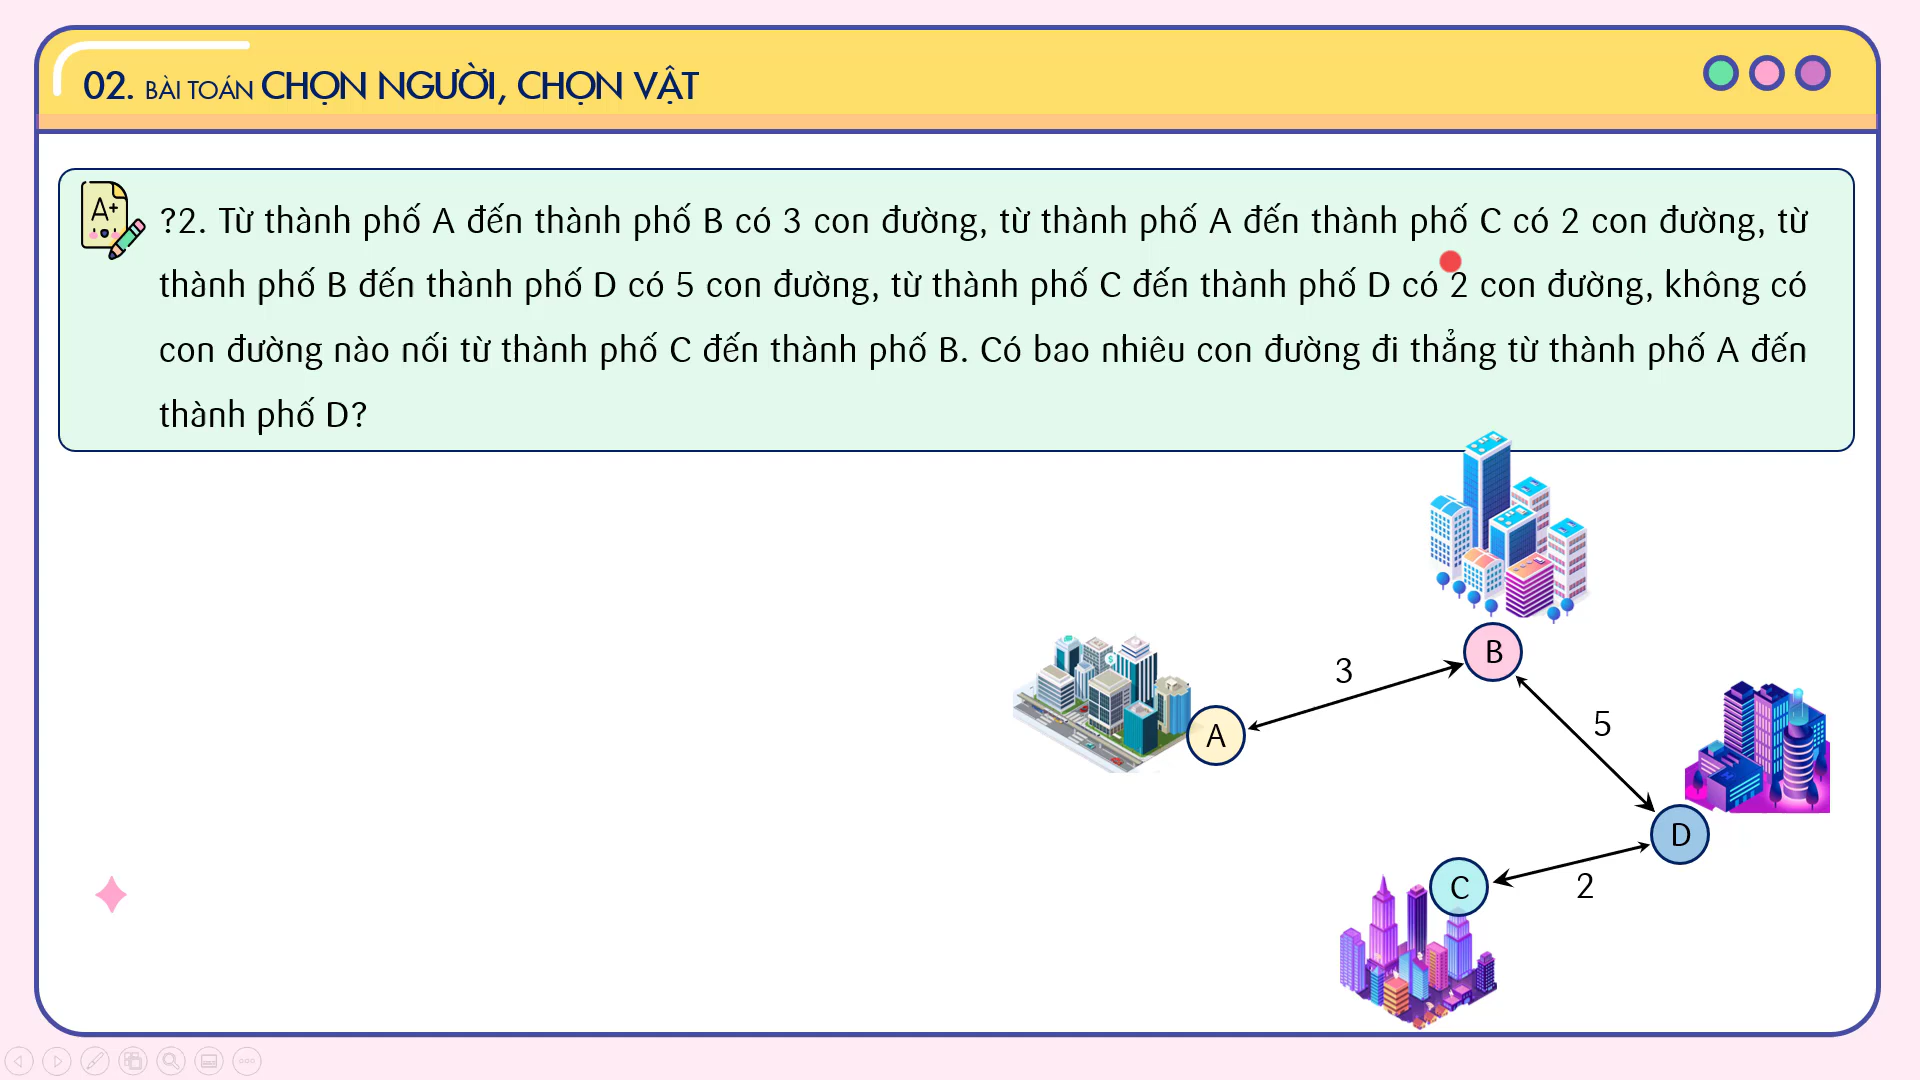 02. BÀI TOÁN CHỌN NGƯỜI, CHỌN VẬT
?2. Từ thành phố A đến thành phố B có 3 con đường, từ thành phố A đến thành phố C có 2 con đường, từ
thành phố B đến thành phố D có 5 con đường, từ thành phố C đến thành phố D có 2 con đường, không có
con đường nào nối từ thành phố C đến thành phố B. Có bao nhiêu con đường đi thẳng từ thành phố A đến
thành phố D?
A+
B
3
A
5
D
C
2